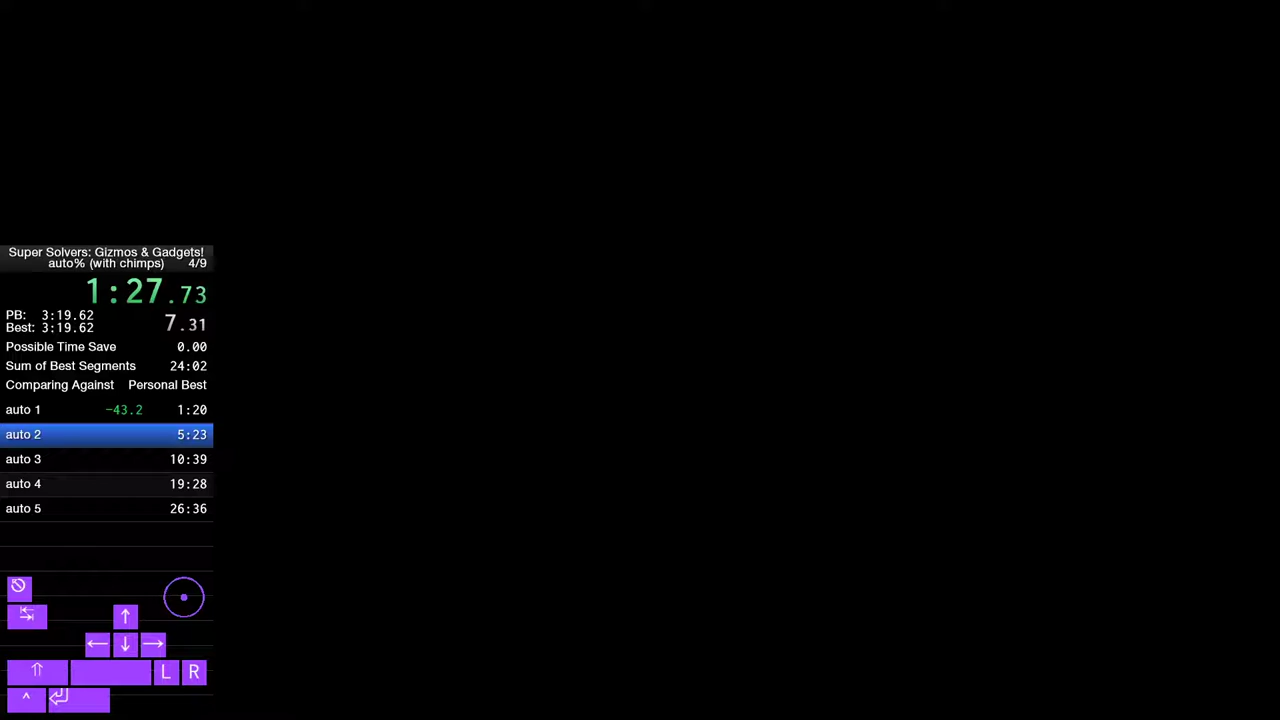 Super Solvers: Gizmos & Gadgets!
auto% (with chimps) 4/9
1:27.73
PB: 3:19.62
7.31
Best: 3:19.62
Possible Time Save 0.00
Sum of Best Segments 24:02
Comparing Against Personal Best
auto 1 -43.2 1:20
auto 2 5:23
auto 3 10:39
auto 4 19:28
auto 5 26:36
↑
← ↓ →
⇑ L R
^